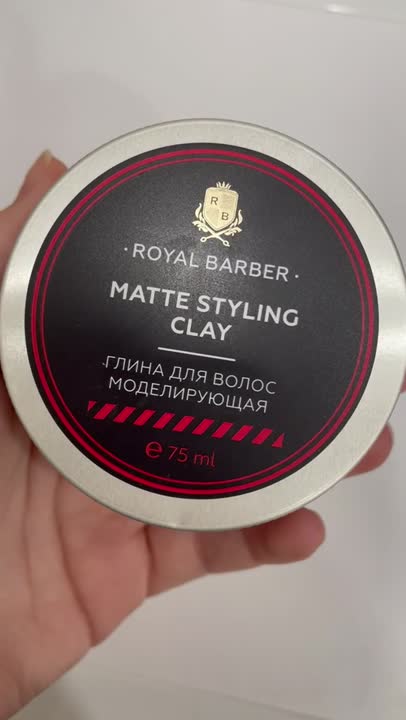 R B
· ROYAL BARBER ·
MATTE STYLING
CLAY
ГЛИНА ДЛЯ ВОЛОС
МОДЕЛИРУЮЩАЯ
℮ 75 ml